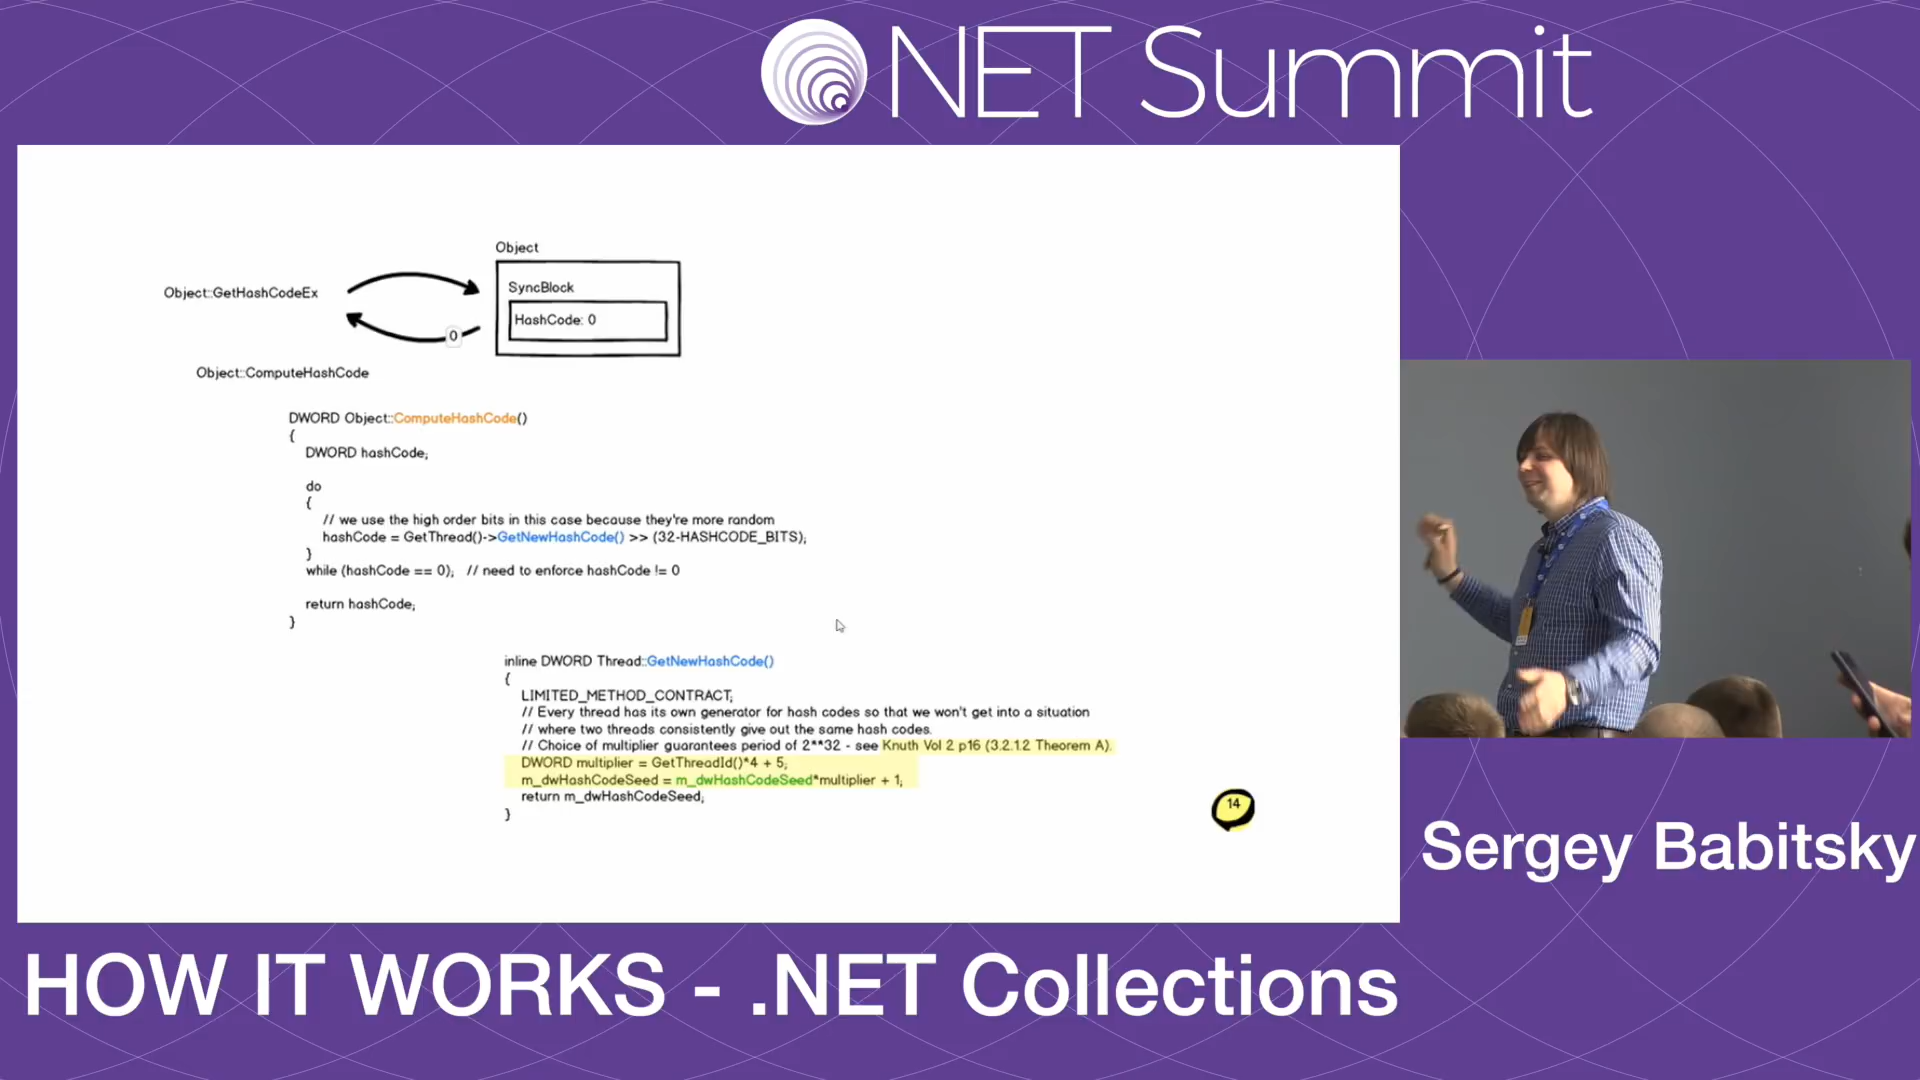 NET Summit
Object
Object::GetHashCodeEx
SyncBlock
HashCode: 0
0
Object::ComputeHashCode
DWORD Object::ComputeHashCode()
{
DWORD hashCode;
do
{
// we use the high order bits in this case because they're more random
hashCode = GetThread()->GetNewHashCode() >> (32-HASHCODE_BITS);
}
while (hashCode == 0); // need to enforce hashCode != 0
return hashCode;
}
inline DWORD Thread::GetNewHashCode()
{
LIMITED_METHOD_CONTRACT;
// Every thread has its own generator for hash codes so that we won't get into a situation
// where two threads consistently give out the same hash codes.
// Choice of multiplier guarantees period of 2**32 - see Knuth Vol 2 p16 (3.2.1.2 Theorem A).
DWORD multiplier = GetThreadId()*4 + 5;
m_dwHashCodeSeed = m_dwHashCodeSeed*multiplier + 1;
return m_dwHashCodeSeed;
}
14
Sergey Babitsky
HOW IT WORKS - .NET Collections